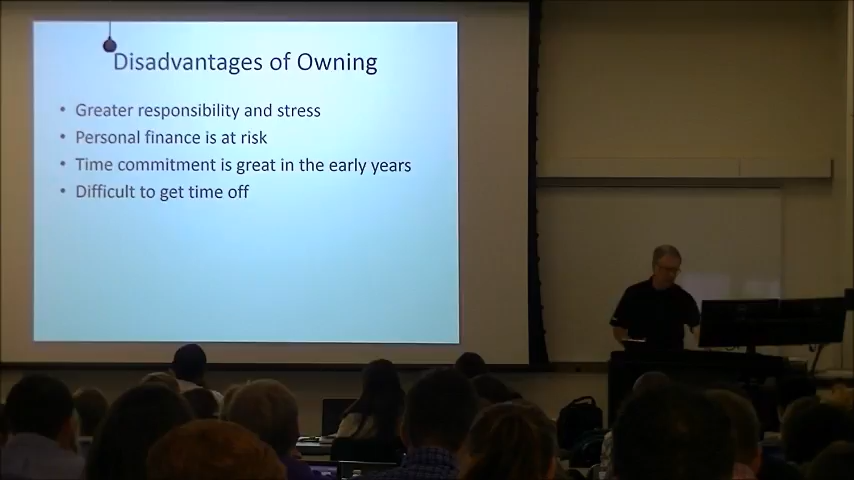 Disadvantages of Owning
• Greater responsibility and stress
• Personal finance is at risk
• Time commitment is great in the early years
• Difficult to get time off